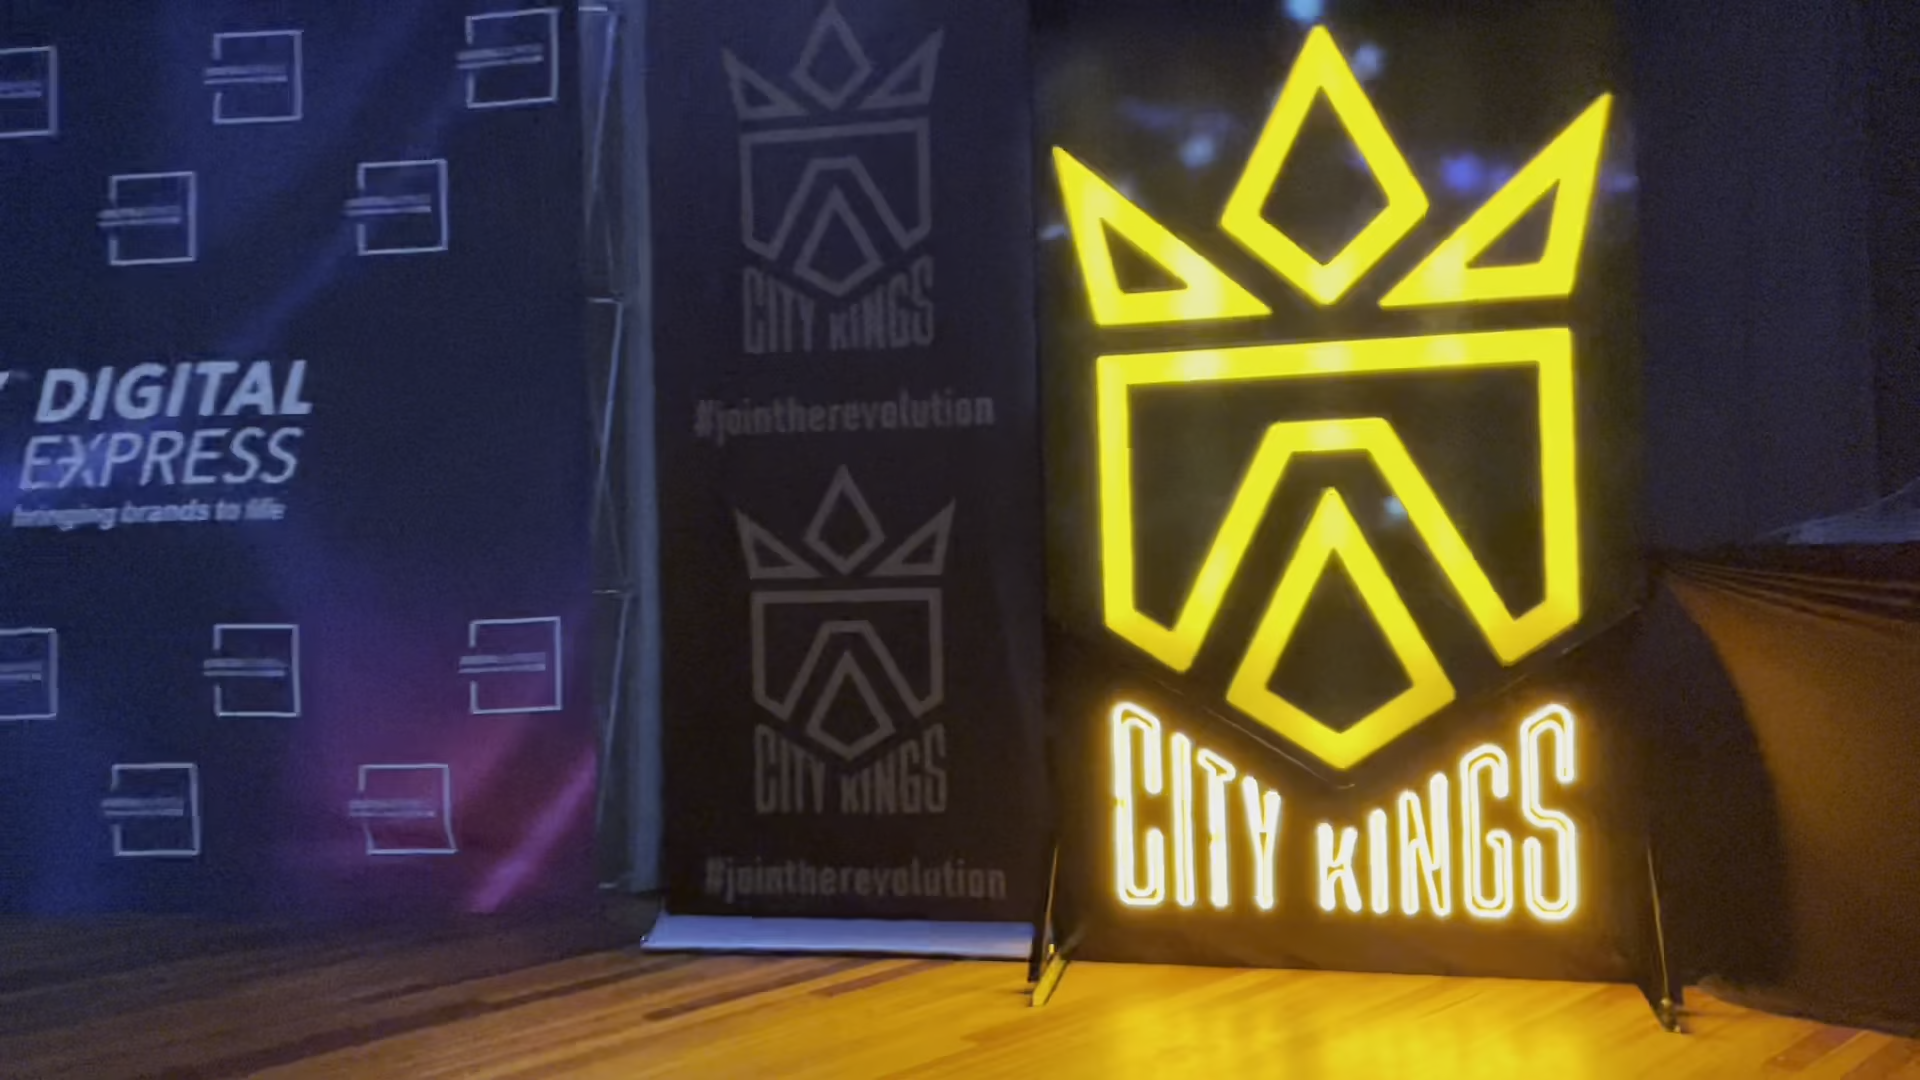 DIGITAL
EXPRESS
bringing brands to life
CITY KINGS
#jointherevolution
CITY KINGS
#jointherevolution
CITY KINGS